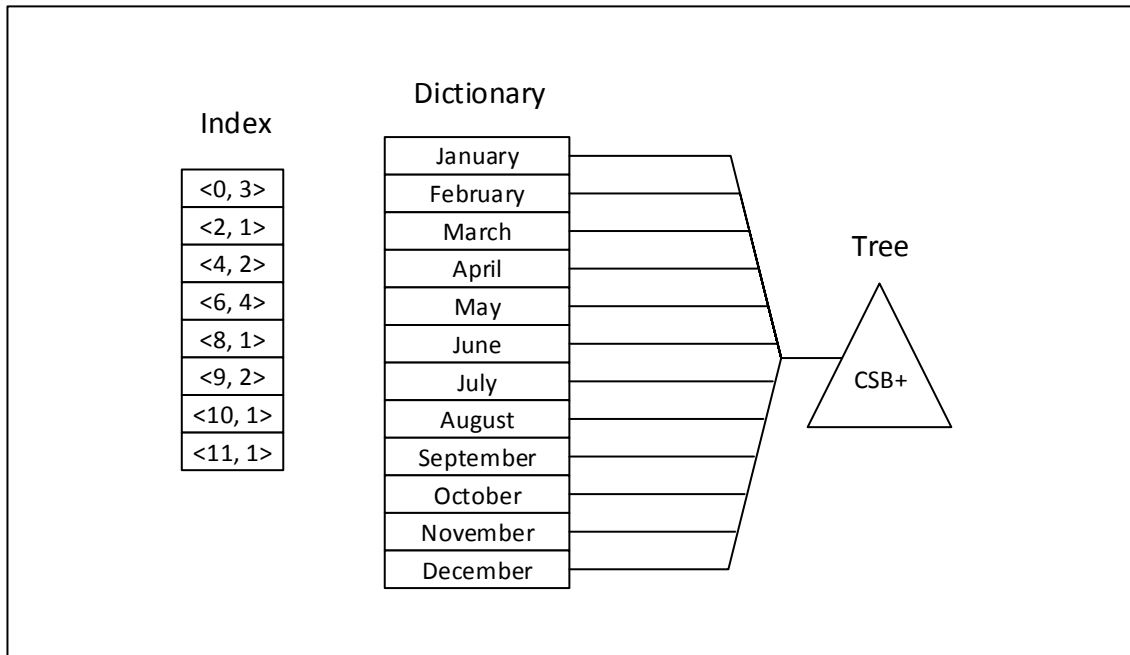 Index
<0, 3>
<2, 1>
<4, 2>
<6, 4>
<8, 1>
<9, 2>
<10, 1>
<11, 1>
Dictionary
January
February
March
April
May
June
July
August
September
October
November
December
Tree
CSB+